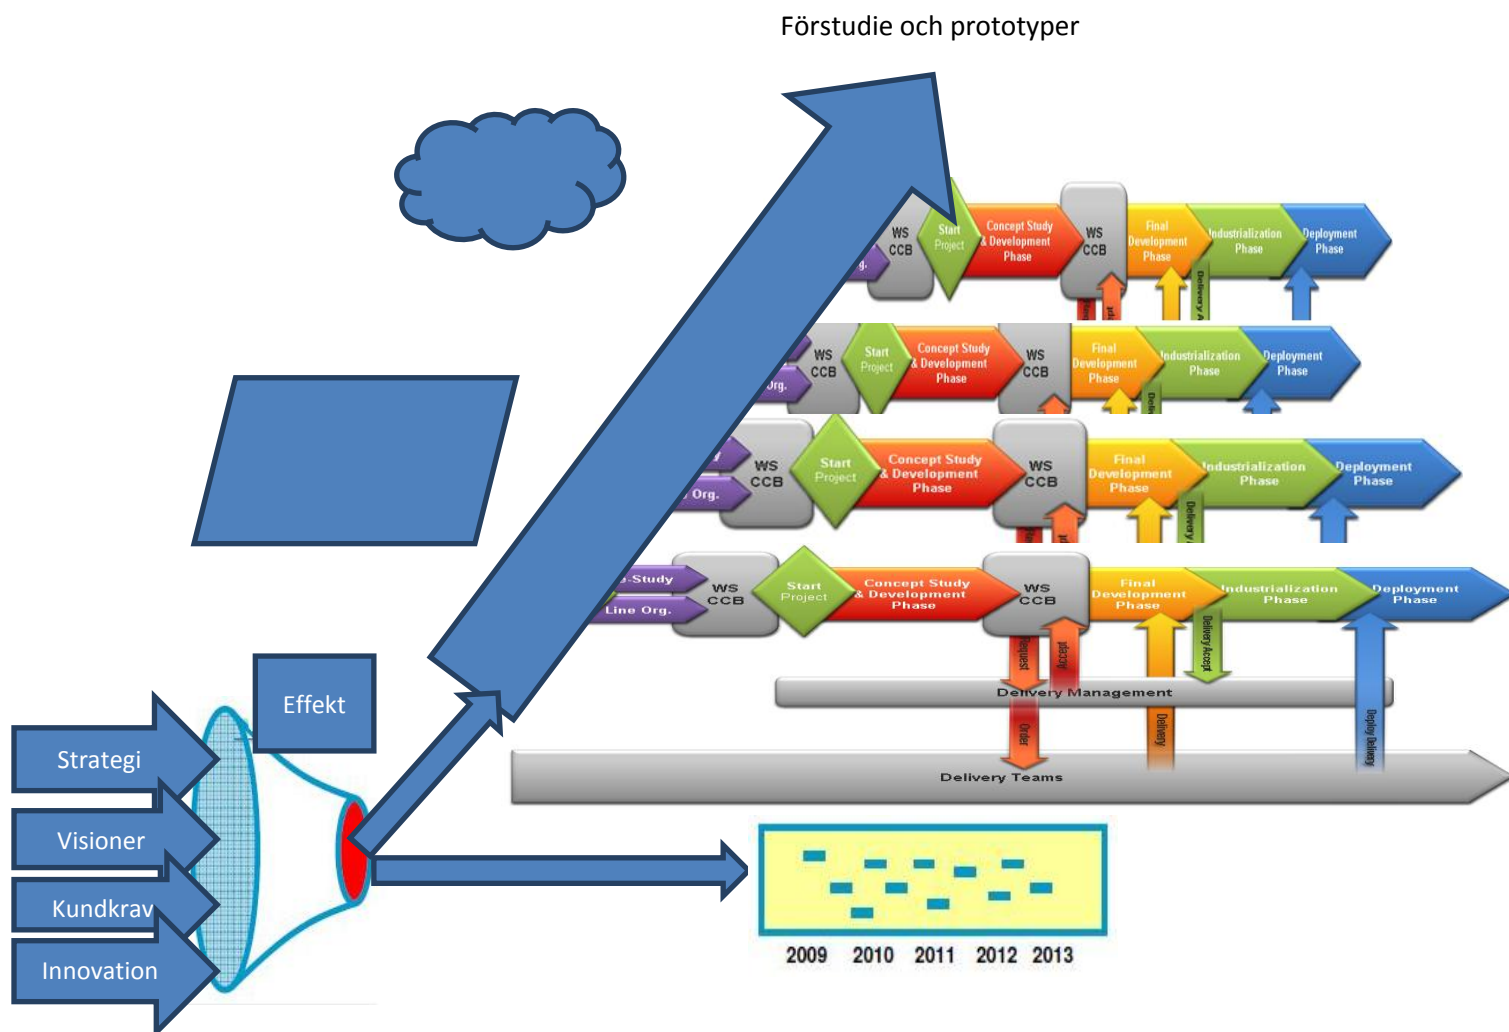 Förstudie och prototyper
WS
CCB
Start
Project
Concept Study
& Development
Phase
WS
CCB
Final
Development
Phase
Industrialization
Phase
Deployment
Phase
WS
CCB
Start
Project
Concept Study
& Development
Phase
WS
CCB
Final
Development
Phase
Industrialization
Phase
Deployment
Phase
Org.
WS
CCB
Start
Project
Concept Study
& Development
Phase
WS
CCB
Final
Development
Phase
Industrialization
Phase
Deployment
Phase
Org.
e-Study
Line Org.
WS
CCB
Start
Project
Concept Study
& Development
Phase
WS
CCB
Final
Development
Phase
Industrialization
Phase
Deployment
Phase
Request
Accept
Delivery Accept
Delivery Management
Order
Delivery
Deploy Delivery
Delivery Teams
Effekt
Strategi
Visioner
Kundkrav
Innovation
2009 2010 2011 2012 2013